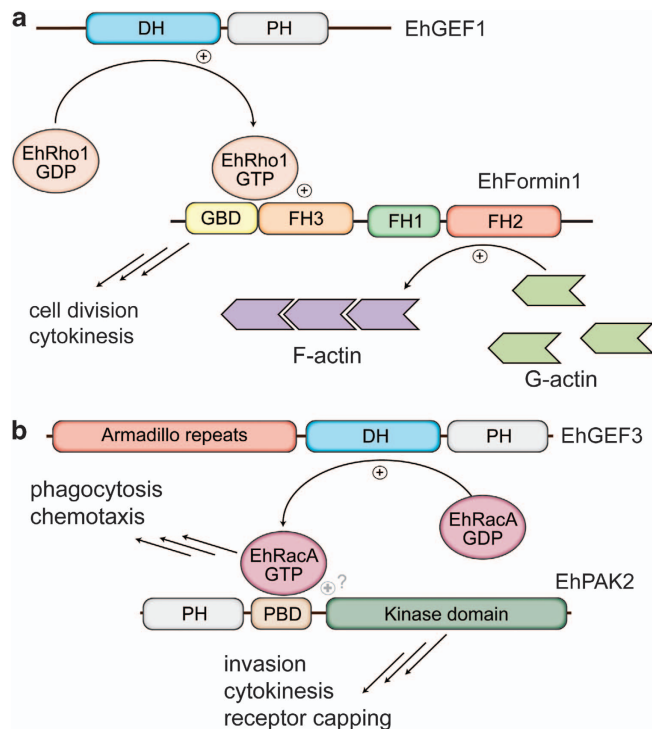 a
DH
PH
EhGEF1
+
EhRho1
GDP
EhRho1
GTP
+
EhFormin1
GBD
FH3
FH1
FH2
+
cell division
cytokinesis
F-actin
G-actin
b
Armadillo repeats
DH
PH
EhGEF3
+
phagocytosis
chemotaxis
EhRacA
GTP
EhRacA
GDP
+?
EhPAK2
PH
PBD
Kinase domain
invasion
cytokinesis
receptor capping